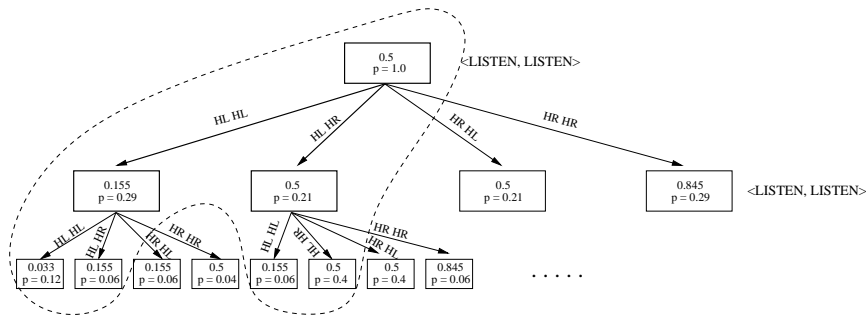 0.5
p = 1.0
<LISTEN, LISTEN>
HL HL
HL HR
HR HL
HR HR
0.155
p = 0.29
0.5
p = 0.21
0.5
p = 0.21
0.845
p = 0.29
<LISTEN, LISTEN>
HL HL
HL HR
HR HL
HR HR
HL HL
HL HR
HR HL
HR HR
0.033
p = 0.12
0.155
p = 0.06
0.155
p = 0.06
0.5
p = 0.04
0.155
p = 0.06
0.5
p = 0.4
0.5
p = 0.4
0.845
p = 0.06
. . . . .